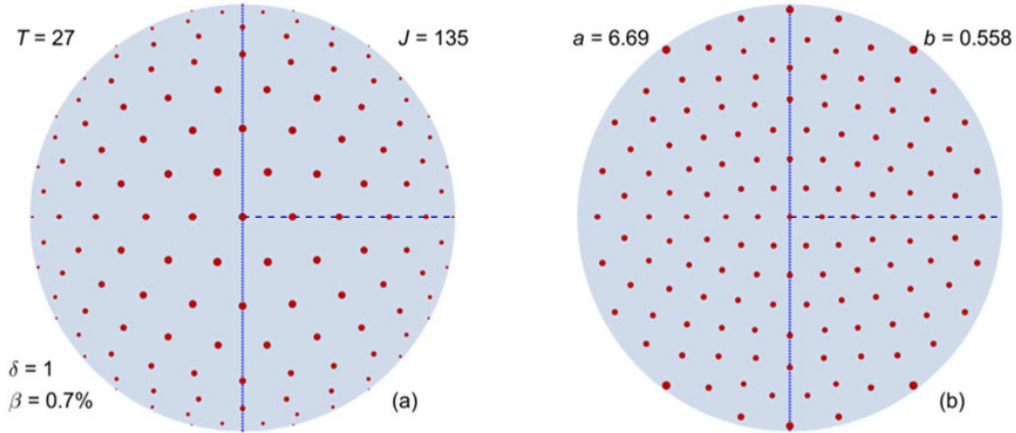 T = 27
J = 135
δ = 1
β = 0.7%
(a)
a = 6.69
b = 0.558
(b)